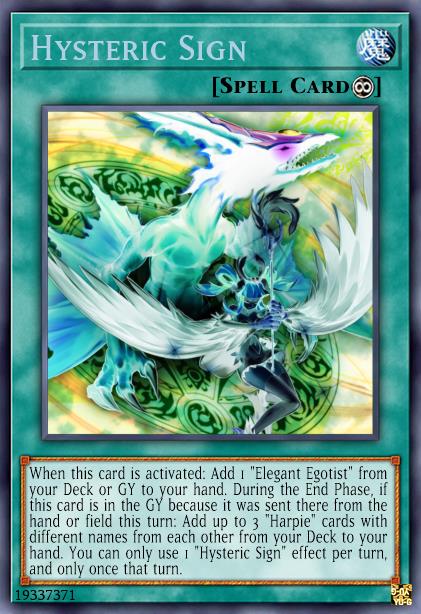 Hysteric Sign
魔
[Spell Card]
When this card is activated: Add 1 "Elegant Egotist" from
your Deck or GY to your hand. During the End Phase, if
this card is in the GY because it was sent there from the
hand or field this turn: Add up to 3 "Harpie" cards with
different names from each other from your Deck to your
hand. You can only use 1 "Hysteric Sign" effect per turn,
and only once that turn.
19337371